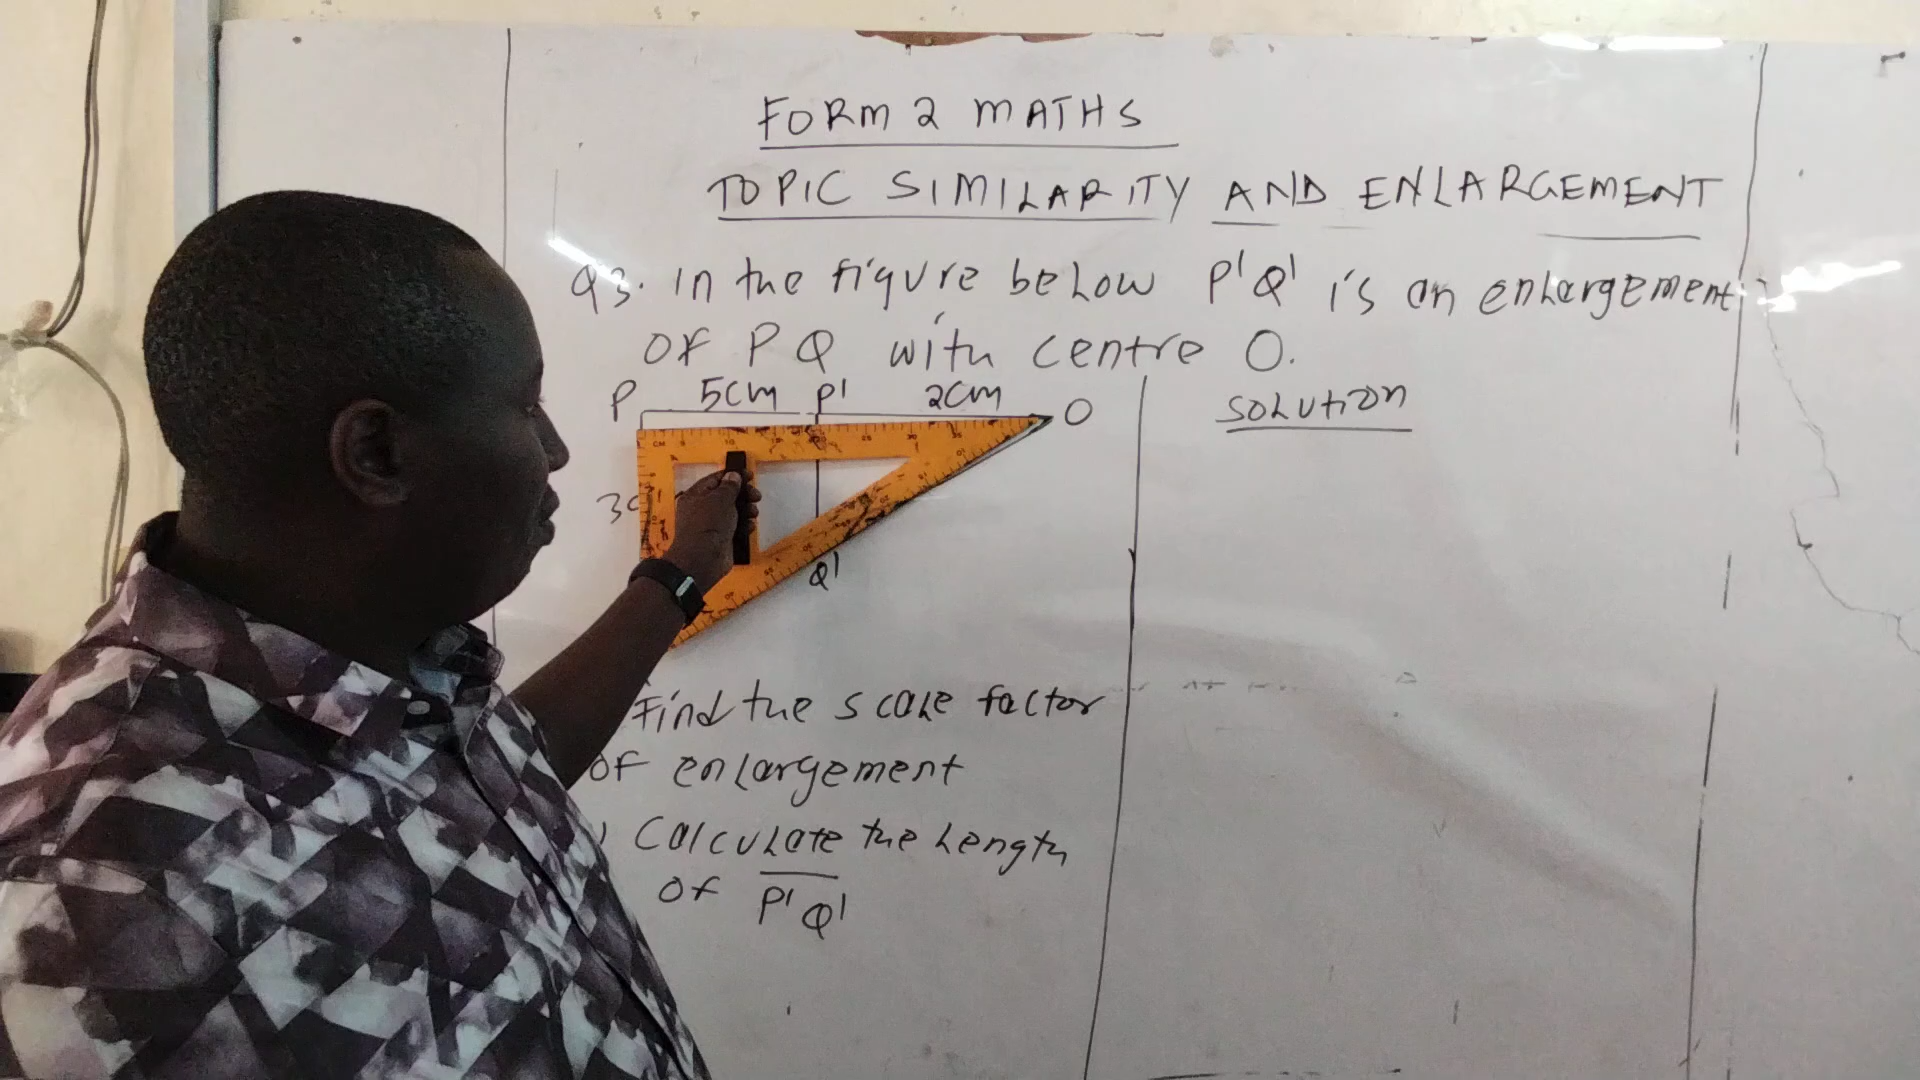 FORM 2 MATHS
TOPIC SIMILARITY AND ENLARGEMENT
Q3. In the figure below P'Q' is an enlargement
of PQ with centre O.
P 5cm P' 2cm O
SOLUTION
3c
Q'
Find the scale factor
of enlargement
) Calculate the Length
of P'Q'